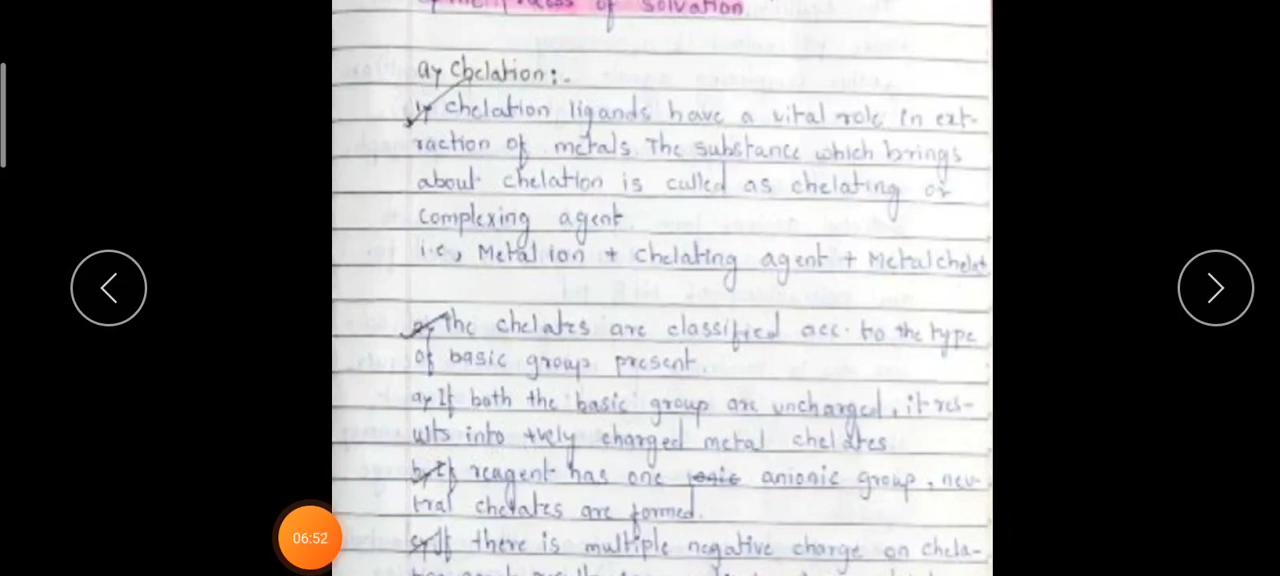 of solvation
a) Chelation :-
1) Chelation ligands have a vital role in ext-
raction of metals. The substance which brings
about chelation is called as chelating or
complexing agent.
i.e., Metal ion + chelating agent + Metal chelat
2) The chelates are classified acc. to the type
of basic group present.
a) If both the basic group are uncharged, it res-
ults into +vely charged metal chelates.
b) If reagent has one anionic group, neu-
tral chelates are formed.
c) If there is multiple negative charge on chela-
06:52